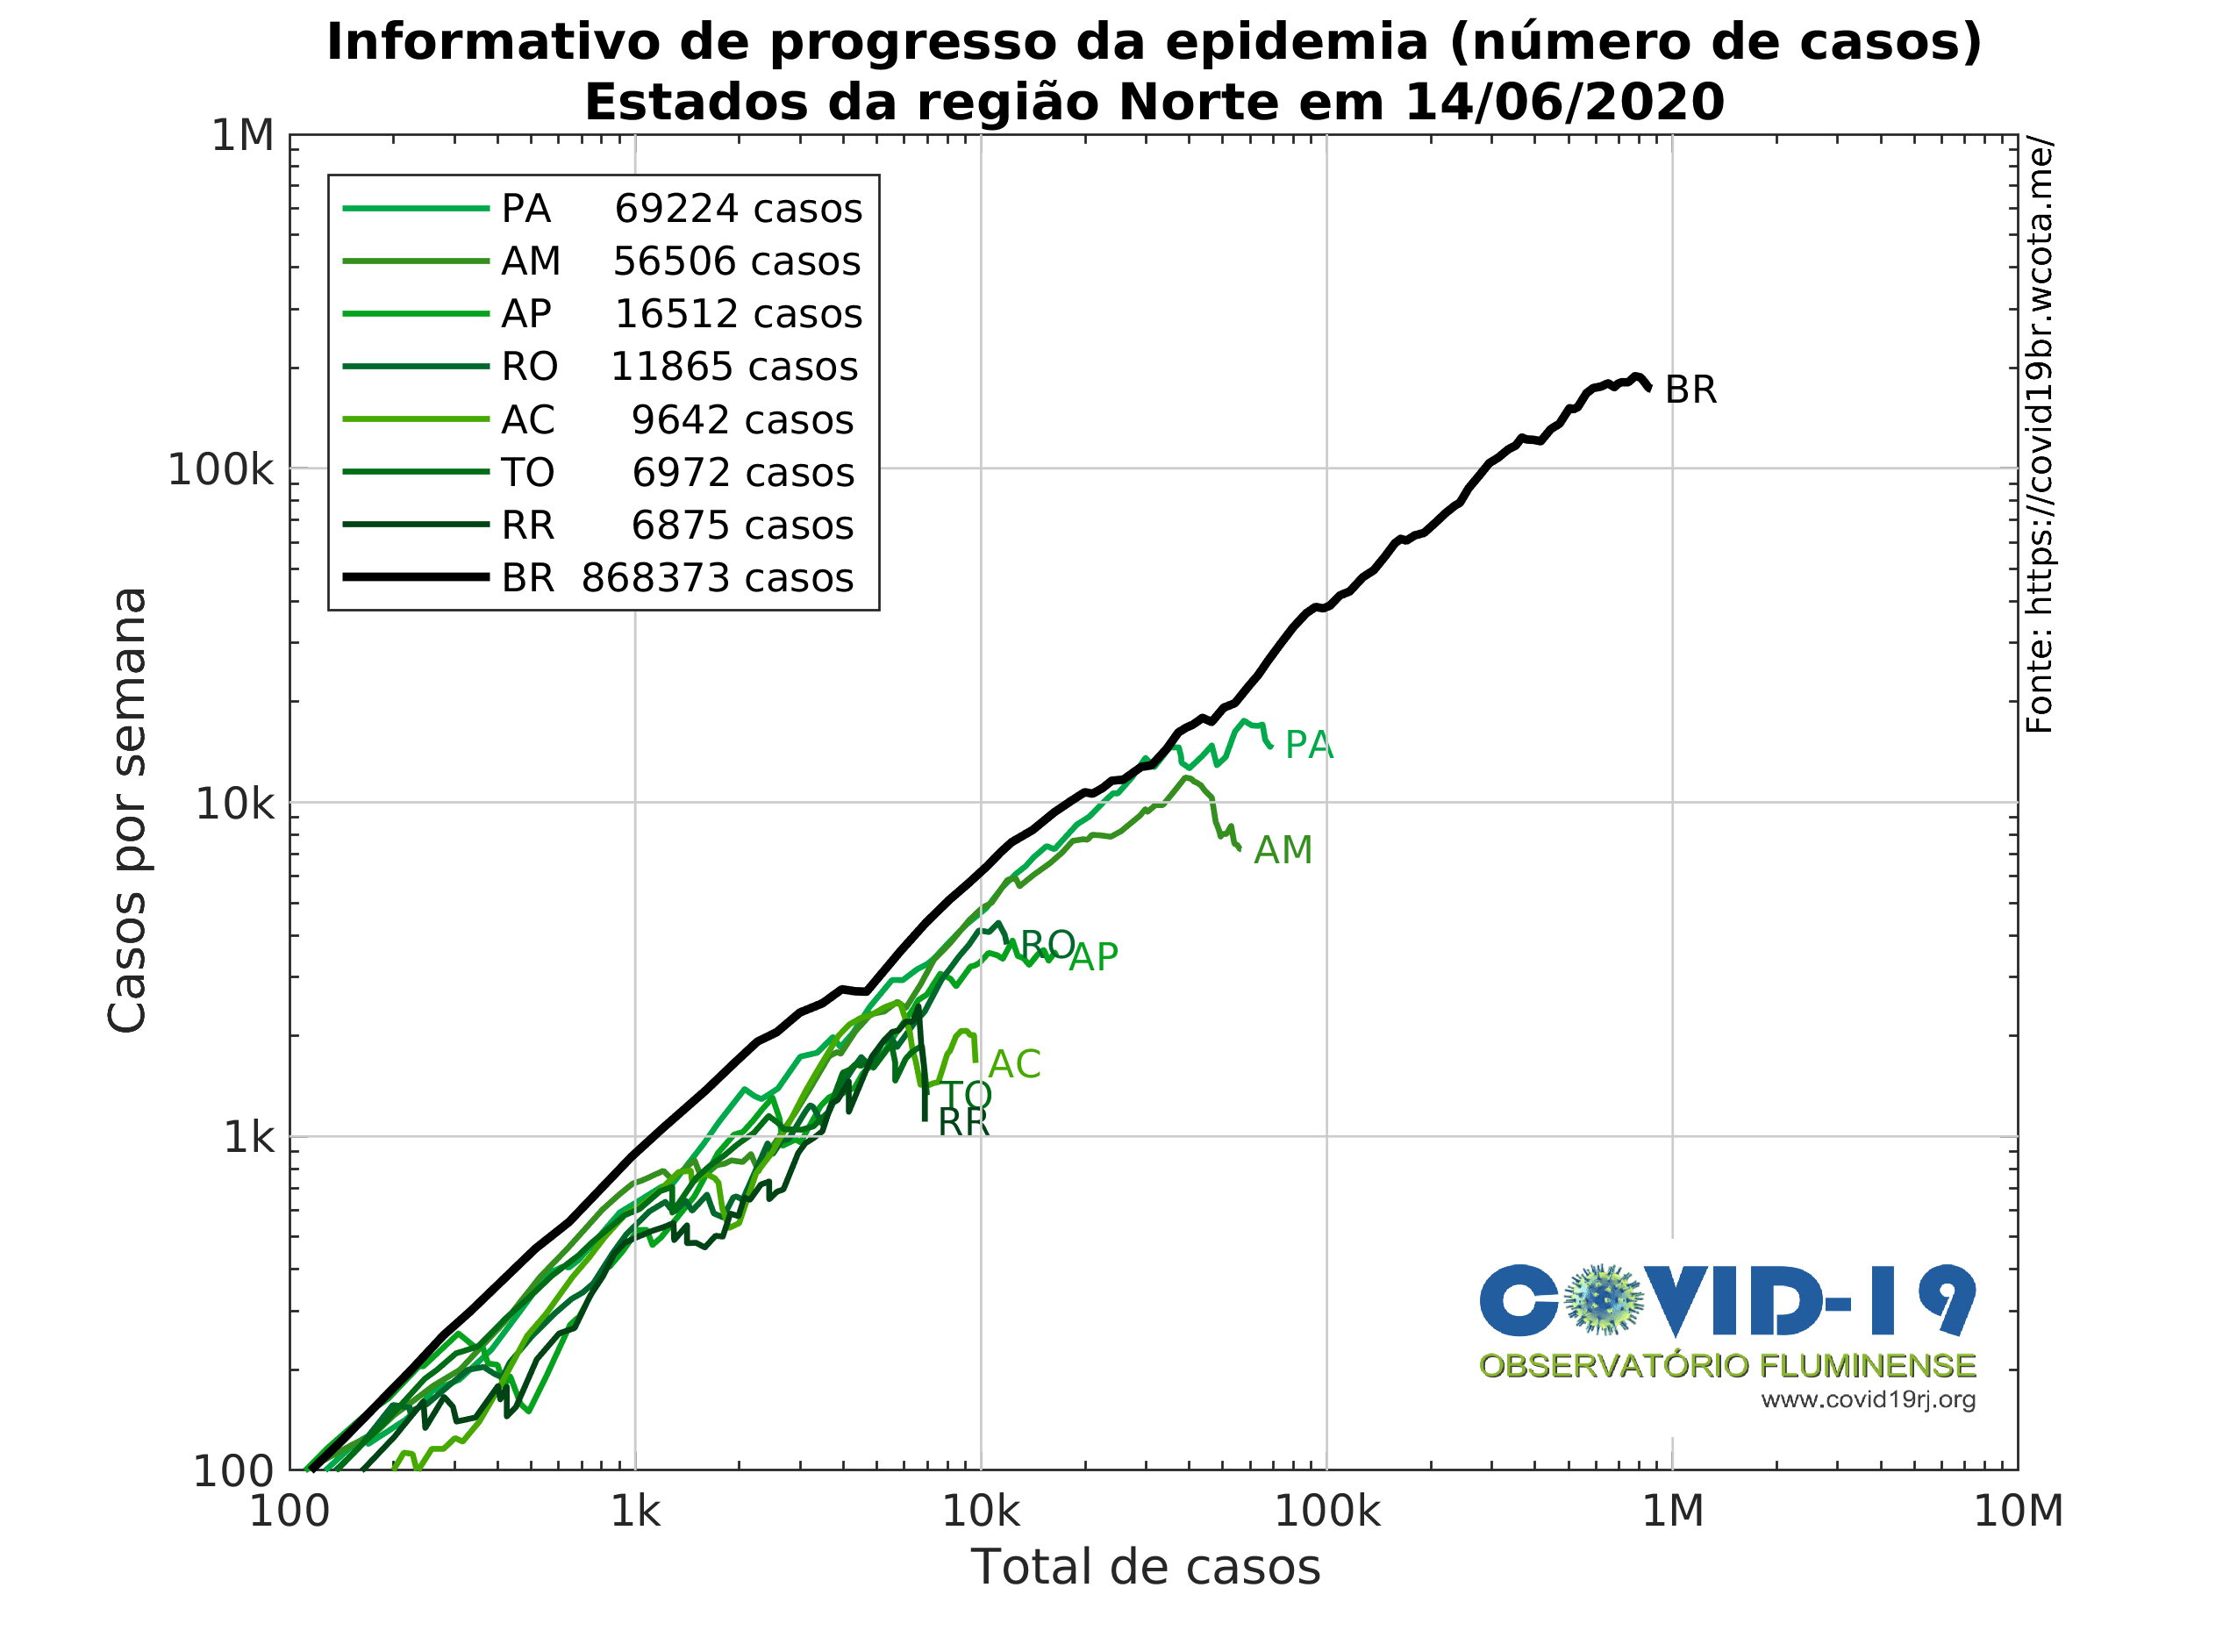 Informativo de progresso da epidemia (número de casos)
Estados da região Norte em 14/06/2020
1M
100k
10k
1k
100
Casos por semana
PA 69224 casos
AM 56506 casos
AP 16512 casos
RO 11865 casos
AC 9642 casos
TO 6972 casos
RR 6875 casos
BR 868373 casos
BR
PA
AM
RO
AP
AC
TO
RR
Fonte: https://covid19br.wcota.me/
COVID-19
OBSERVATÓRIO FLUMINENSE
www.covid19rj.org
100
1k
10k
100k
1M
10M
Total de casos